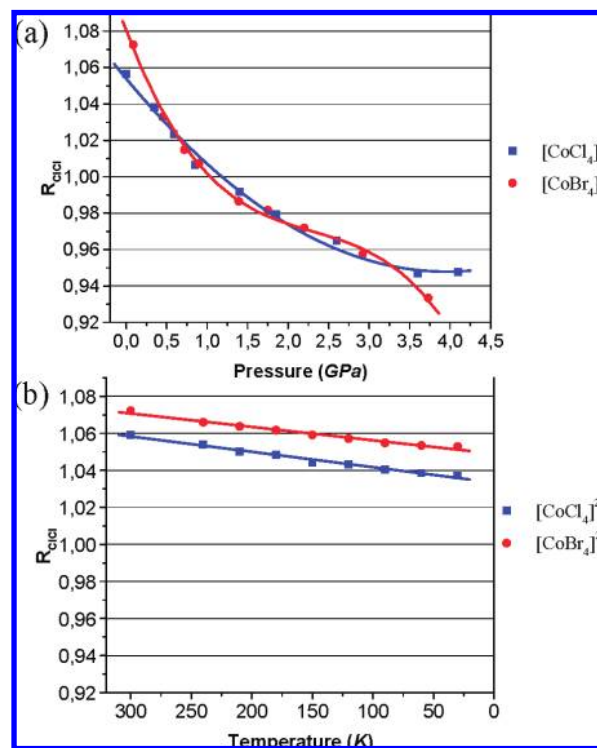 (a)
1,08
1,06
1,04
1,02
1,00
0,98
0,96
0,94
0,92
R_ClCl
0,0 0,5 1,0 1,5 2,0 2,5 3,0 3,5 4,0 4,5
Pressure (GPa)
[CoCl4]
[CoBr4]
(b)
1,08
1,06
1,04
1,02
1,00
0,98
0,96
0,94
0,92
R_ClCl
300 250 200 150 100 50 0
Temperature (K)
[CoCl4]2
[CoBr4]